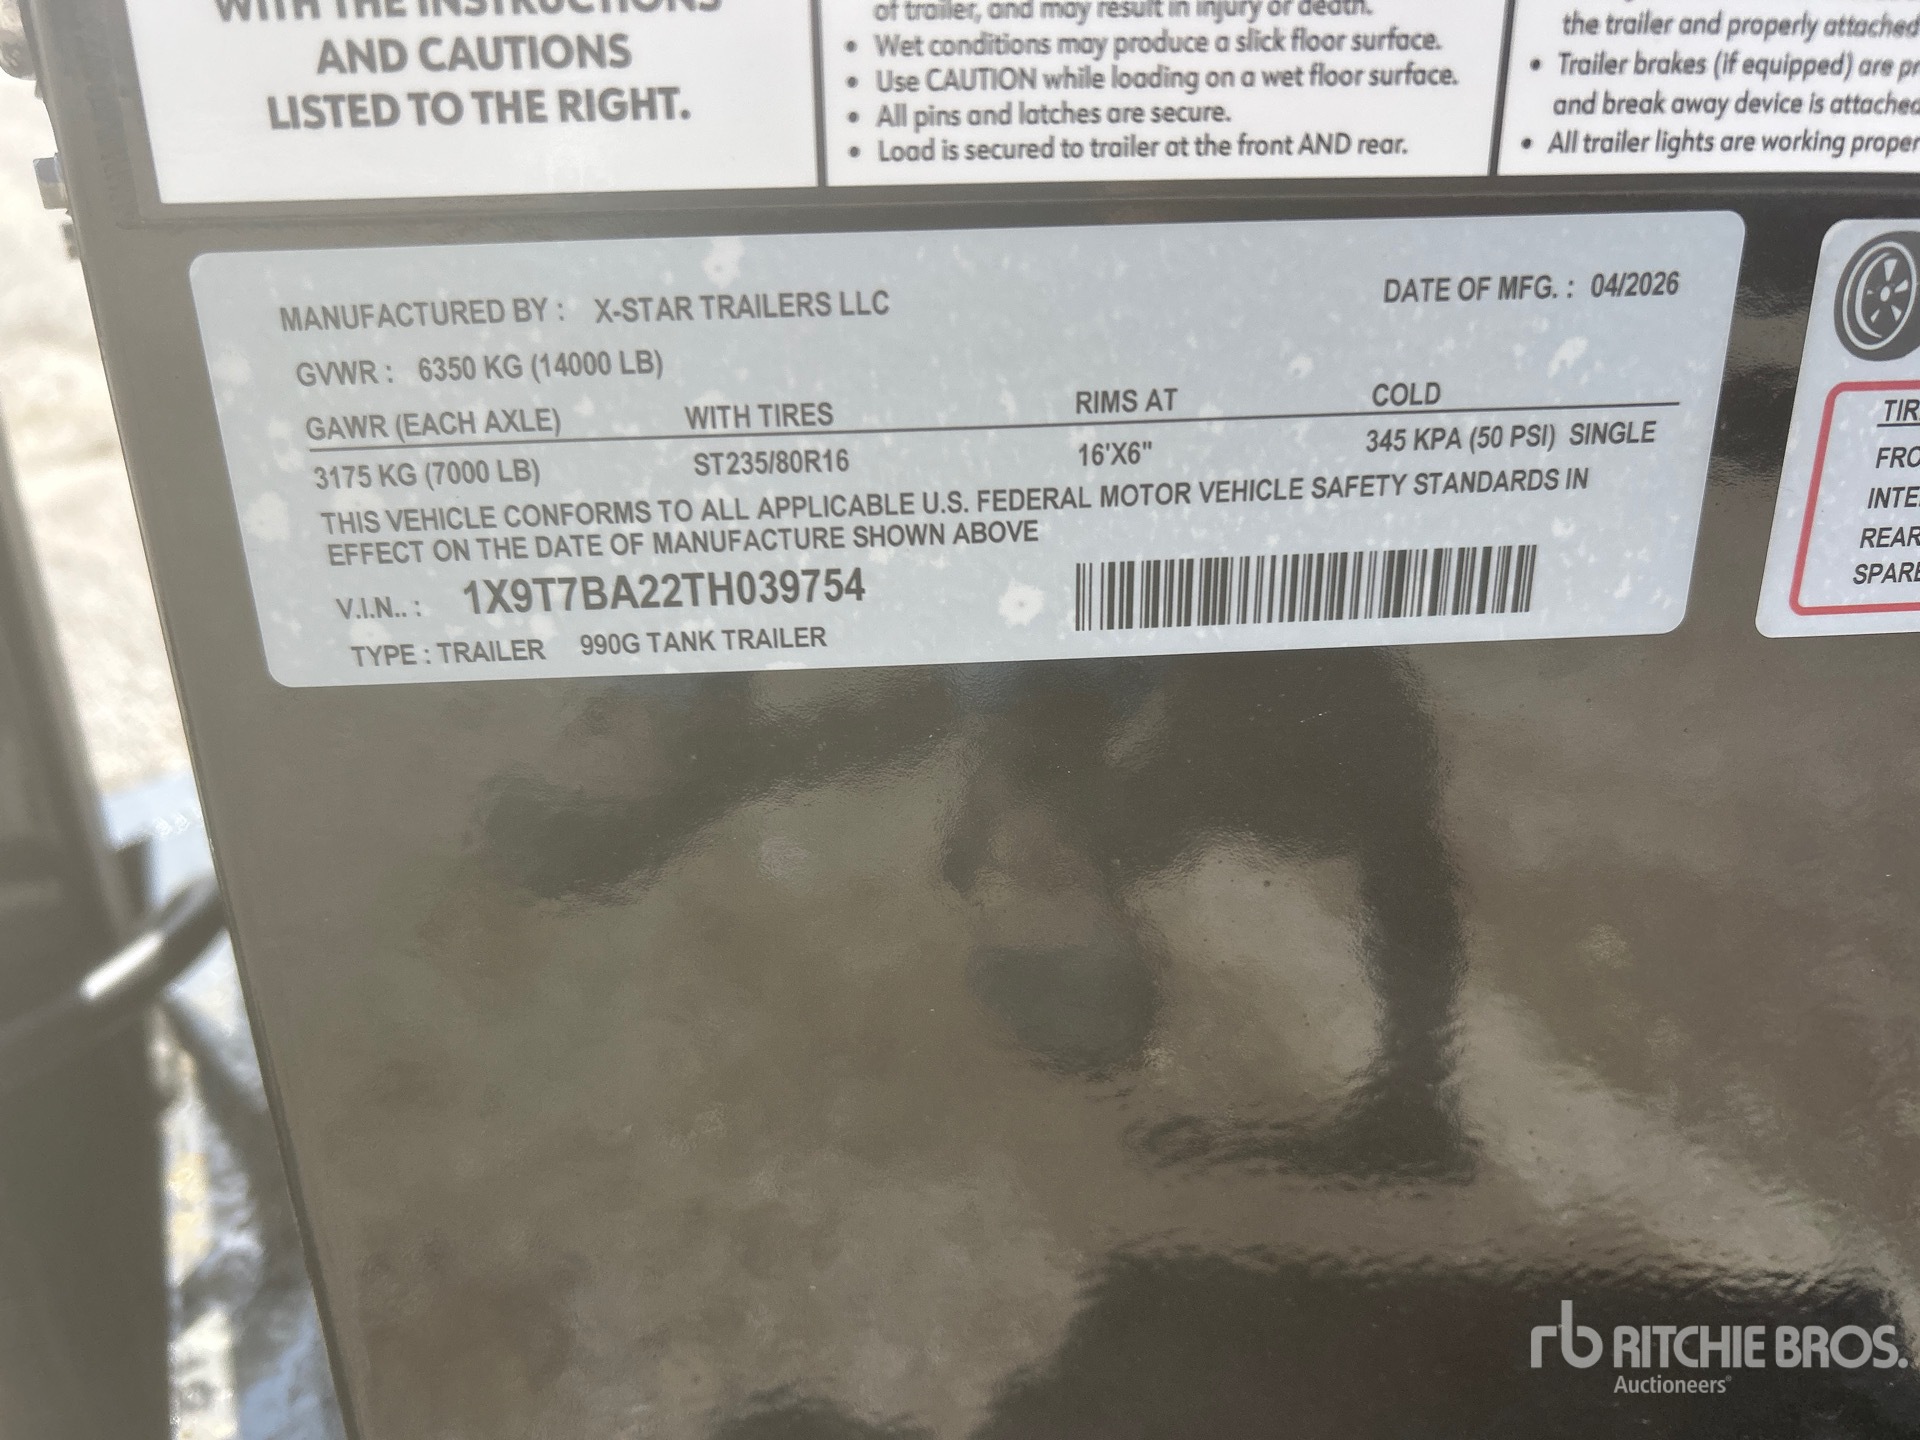 WITH THE INSTRUCTIONS
AND CAUTIONS
LISTED TO THE RIGHT.
of trailer, and may result in injury or death.
• Wet conditions may produce a slick floor surface.
• Use CAUTION while loading on a wet floor surface.
• All pins and latches are secure.
• Load is secured to trailer at the front AND rear.
the trailer and properly attached
• Trailer brakes (if equipped) are pr
and break away device is attached
• All trailer lights are working proper
MANUFACTURED BY : X-STAR TRAILERS LLC DATE OF MFG. : 04/2026
GVWR : 6350 KG (14000 LB)
GAWR (EACH AXLE) WITH TIRES RIMS AT COLD
3175 KG (7000 LB) ST235/80R16 16'X6" 345 KPA (50 PSI) SINGLE
THIS VEHICLE CONFORMS TO ALL APPLICABLE U.S. FEDERAL MOTOR VEHICLE SAFETY STANDARDS IN
EFFECT ON THE DATE OF MANUFACTURE SHOWN ABOVE
V.I.N.. : 1X9T7BA22TH039754
TYPE : TRAILER 990G TANK TRAILER
TIR
FRO
INTE
REAR
SPARE
rb RITCHIE BROS.
Auctioneers